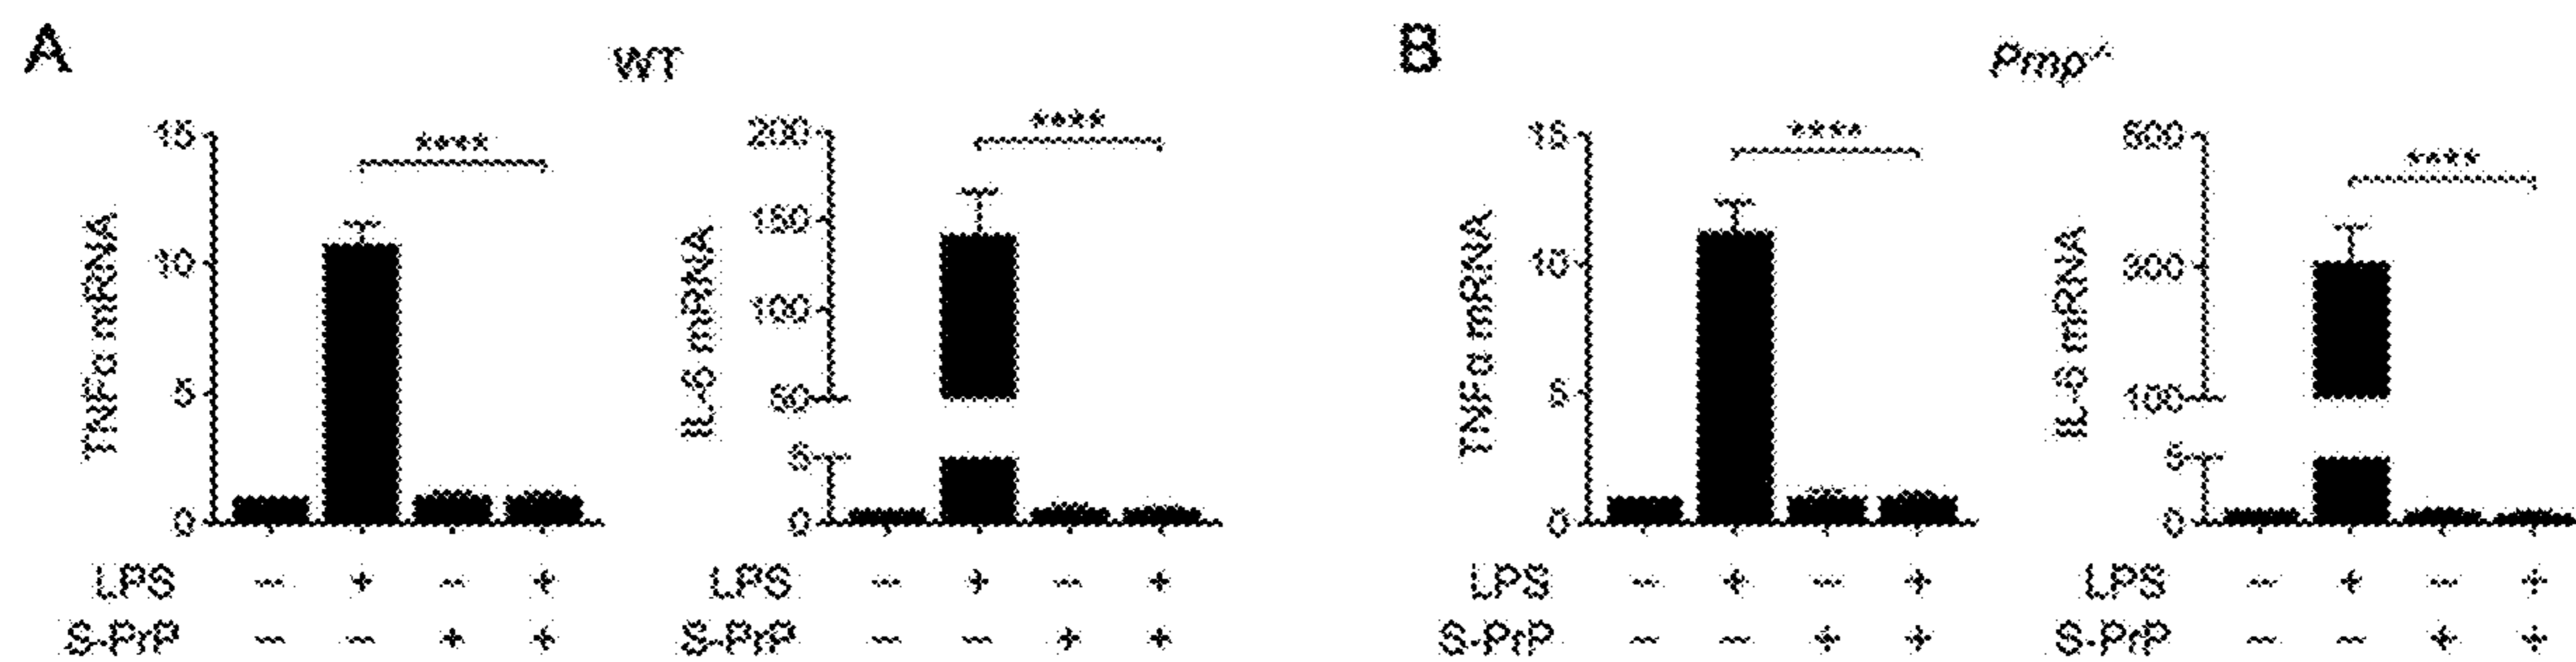 A
WT
B
Prnp-/-
TNFα mRNA
15
10
5
0
****
LPS - + - +
S-PrP - - + +
IL-6 mRNA
200
150
100
50
5
0
****
LPS - + - +
S-PrP - - + +
TNFα mRNA
15
10
5
0
****
LPS - + - +
S-PrP - - + +
IL-6 mRNA
500
300
100
5
0
****
LPS - + - +
S-PrP - - + +